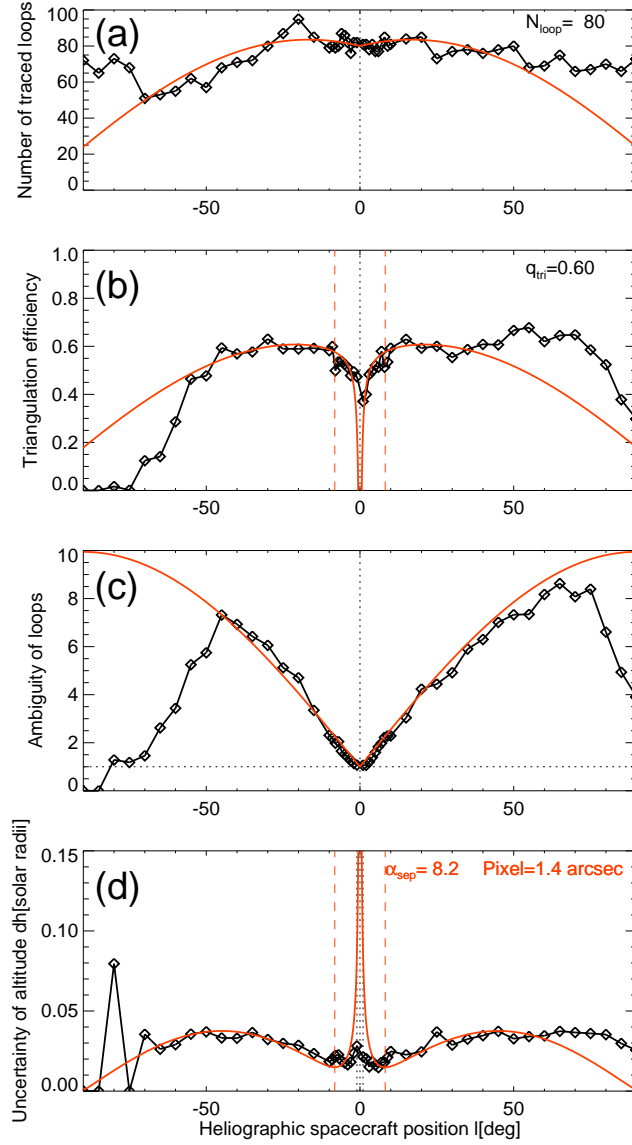 (a)
N_loop= 80
Number of traced loops
100
80
60
40
20
0
-50 0 50
(b)
q_tri=0.60
Triangulation efficiency
1.0
0.8
0.6
0.4
0.2
0.0
-50 0 50
(c)
Ambiguity of loops
10
8
6
4
2
0
-50 0 50
(d)
α_sep= 8.2 Pixel=1.4 arcsec
Uncertainty of altitude dh[solar radii]
0.15
0.10
0.05
0.00
-50 0 50
Heliographic spacecraft position l[deg]